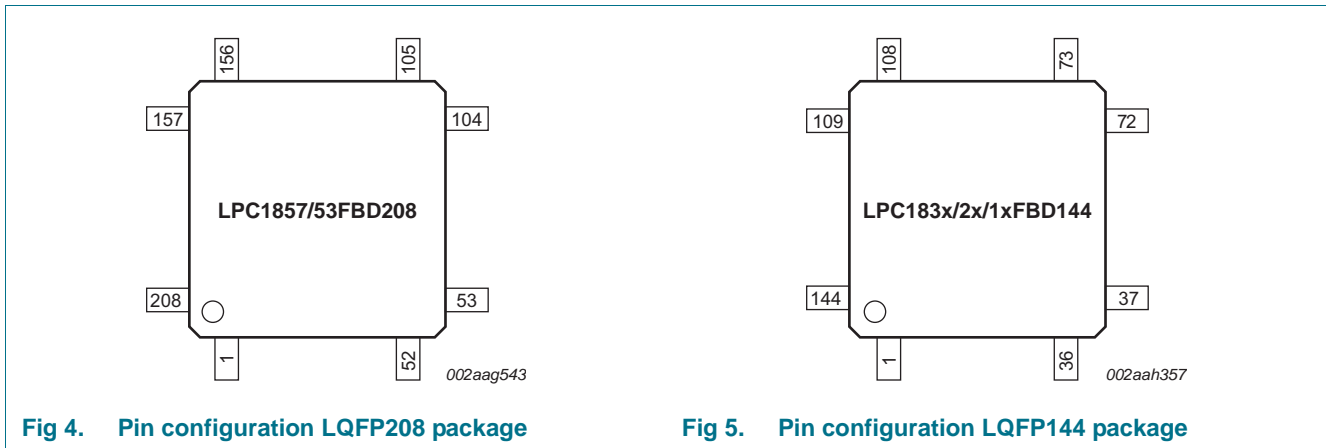 156
105
157
104
LPC1857/53FBD208
208
53
1
52
002aag543
Fig 4. Pin configuration LQFP208 package
108
73
109
72
LPC183x/2x/1xFBD144
144
37
1
36
002aah357
Fig 5. Pin configuration LQFP144 package